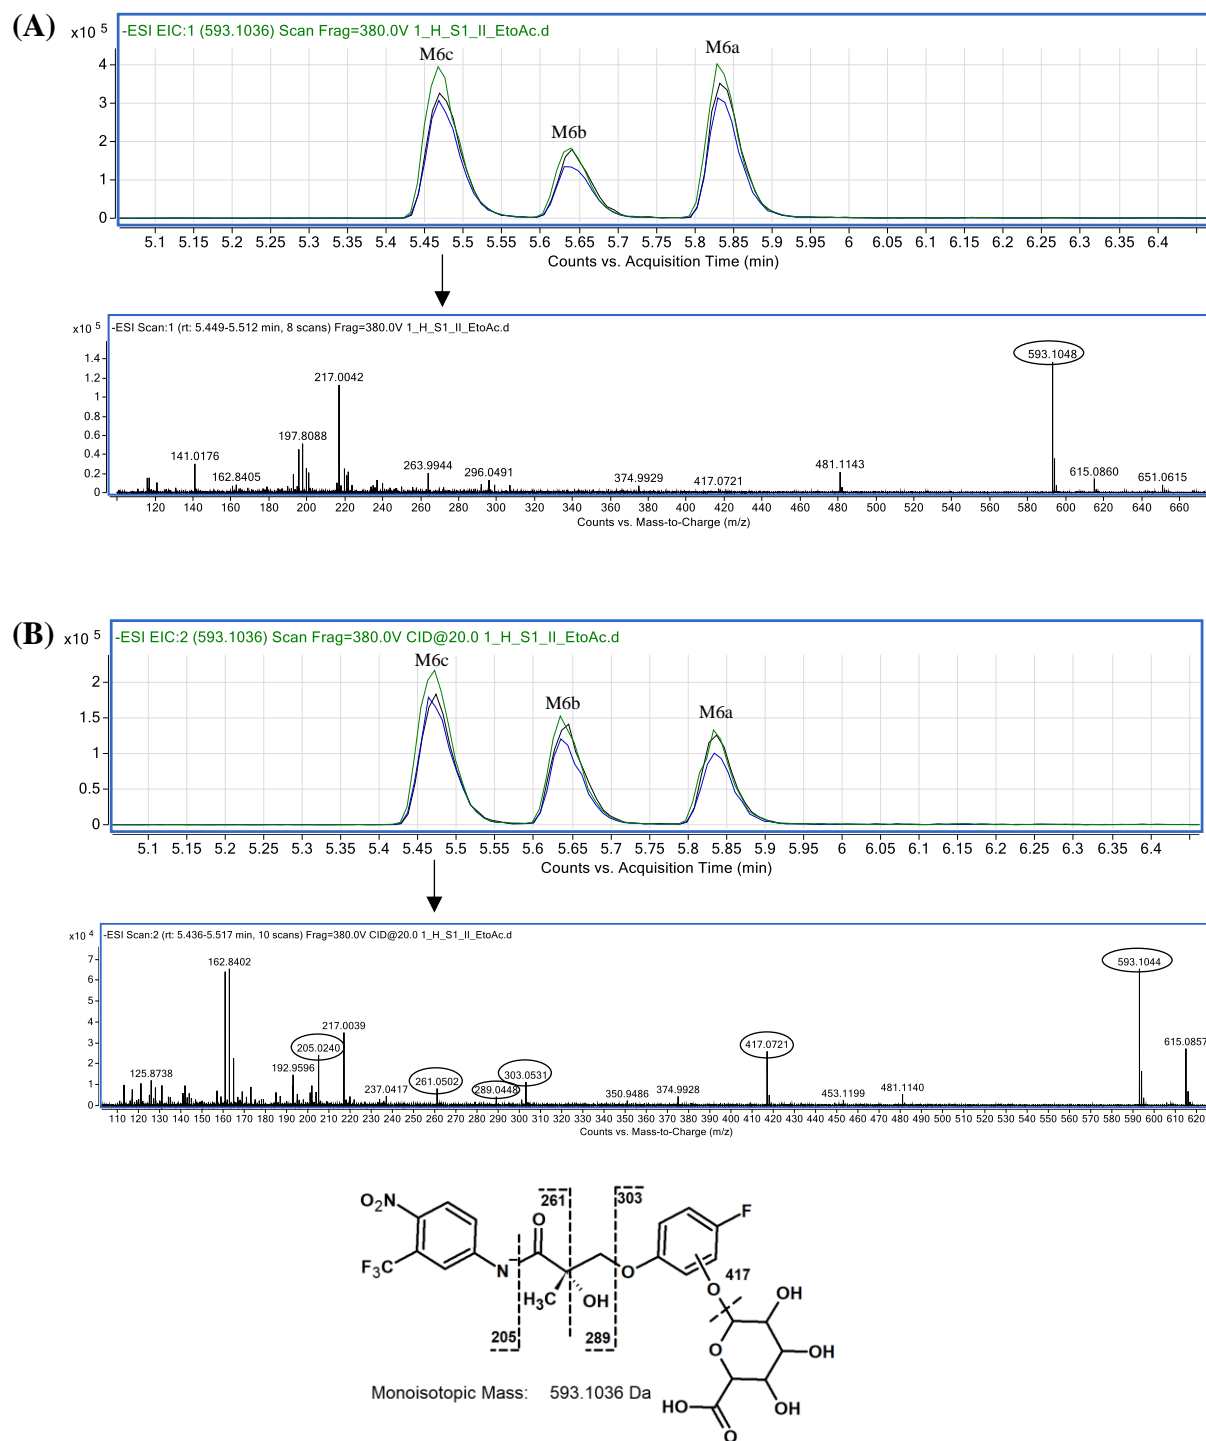 (A)
x10 5
-ESI EIC:1 (593.1036) Scan Frag=380.0V 1_H_S1_II_EtoAc.d
M6c
M6b
M6a
4
3
2
1
0
5.1 5.15 5.2 5.25 5.3 5.35 5.4 5.45 5.5 5.55 5.6 5.65 5.7 5.75 5.8 5.85 5.9 5.95 6 6.05 6.1 6.15 6.2 6.25 6.3 6.35 6.4
Counts vs. Acquisition Time (min)
x10 5
-ESI Scan:1 (rt: 5.449-5.512 min, 8 scans) Frag=380.0V 1_H_S1_II_EtoAc.d
1.4
1.2
1
0.8
0.6
0.4
0.2
0
141.0176
162.8405
197.8088
217.0042
263.9944
296.0491
374.9929
417.0721
481.1143
593.1048
615.0860
651.0615
120 140 160 180 200 220 240 260 280 300 320 340 360 380 400 420 440 460 480 500 520 540 560 580 600 620 640 660
Counts vs. Mass-to-Charge (m/z)
(B)
x10 5
-ESI EIC:2 (593.1036) Scan Frag=380.0V CID@20.0 1_H_S1_II_EtoAc.d
M6c
M6b
M6a
2
1.5
1
0.5
0
5.1 5.15 5.2 5.25 5.3 5.35 5.4 5.45 5.5 5.55 5.6 5.65 5.7 5.75 5.8 5.85 5.9 5.95 6 6.05 6.1 6.15 6.2 6.25 6.3 6.35 6.4
Counts vs. Acquisition Time (min)
x10 4
-ESI Scan:2 (rt: 5.436-5.517 min, 10 scans) Frag=380.0V CID@20.0 1_H_S1_II_EtoAc.d
7
6
5
4
3
2
1
0
125.8738
162.8402
192.9596
205.0240
217.0039
237.0417
261.0502
289.0448
303.0531
350.9486
374.9928
417.0721
453.1199
481.1140
593.1044
615.0857
110 120 130 140 150 160 170 180 190 200 210 220 230 240 250 260 270 280 290 300 310 320 330 340 350 360 370 380 390 400 410 420 430 440 450 460 470 480 490 500 510 520 530 540 550 560 570 580 590 600 610 620
Counts vs. Mass-to-Charge (m/z)
O2N
261
303
F
O
F3C
N
–
O
H3C
OH
417
O
OH
205
289
O
OH
Monoisotopic Mass: 593.1036 Da
HO
OH
O